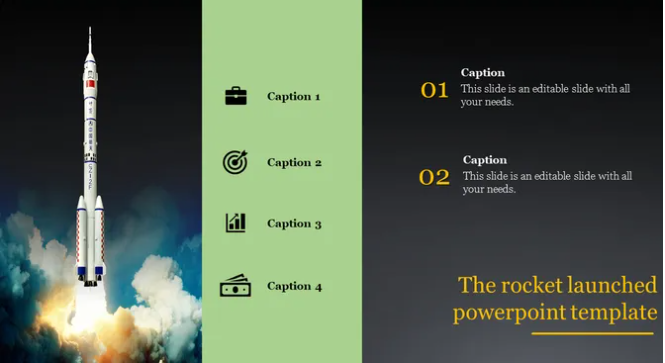 Caption 1
Caption 2
Caption 3
Caption 4
01
Caption
This slide is an editable slide with all
your needs.
02
Caption
This slide is an editable slide with all
your needs.
The rocket launched
powerpoint template